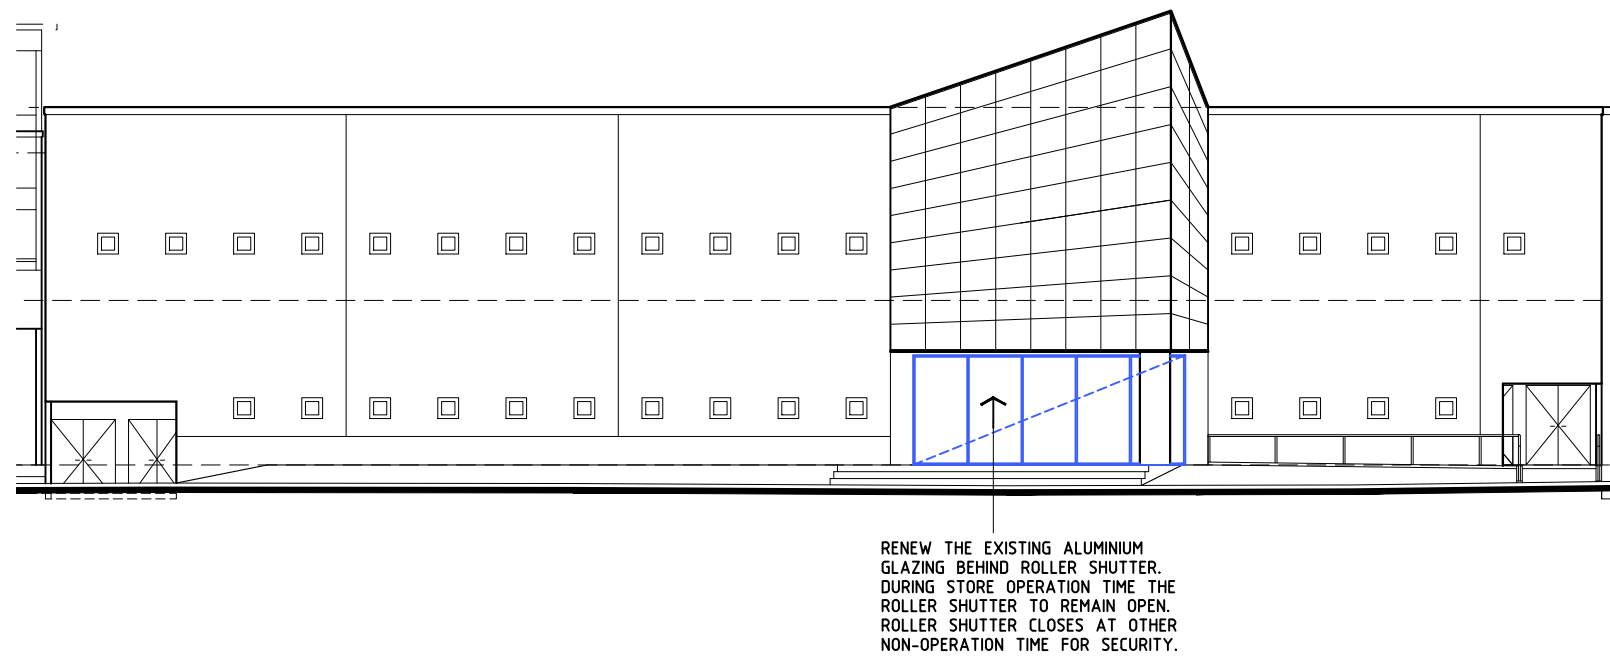 RENEW THE EXISTING ALUMINIUM
GLAZING BEHIND ROLLER SHUTTER.
DURING STORE OPERATION TIME THE
ROLLER SHUTTER TO REMAIN OPEN.
ROLLER SHUTTER CLOSES AT OTHER
NON-OPERATION TIME FOR SECURITY.